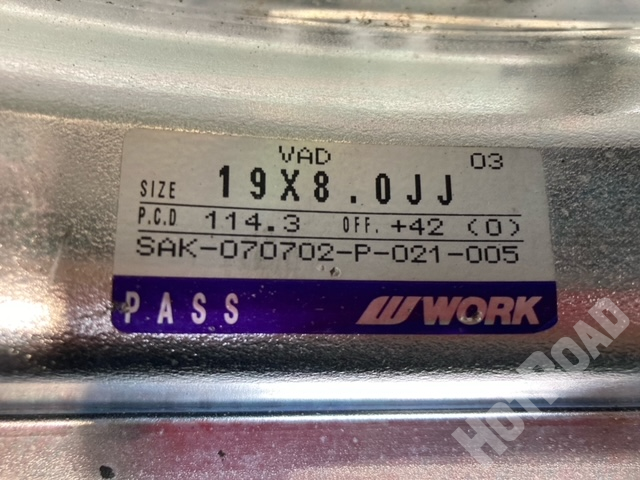 VAD 03
SIZE 19X8.0JJ
P.C.D 114.3 OFF. +42 (0)
SAK-070702-P-021-005
PASS WORK
HOTROAD